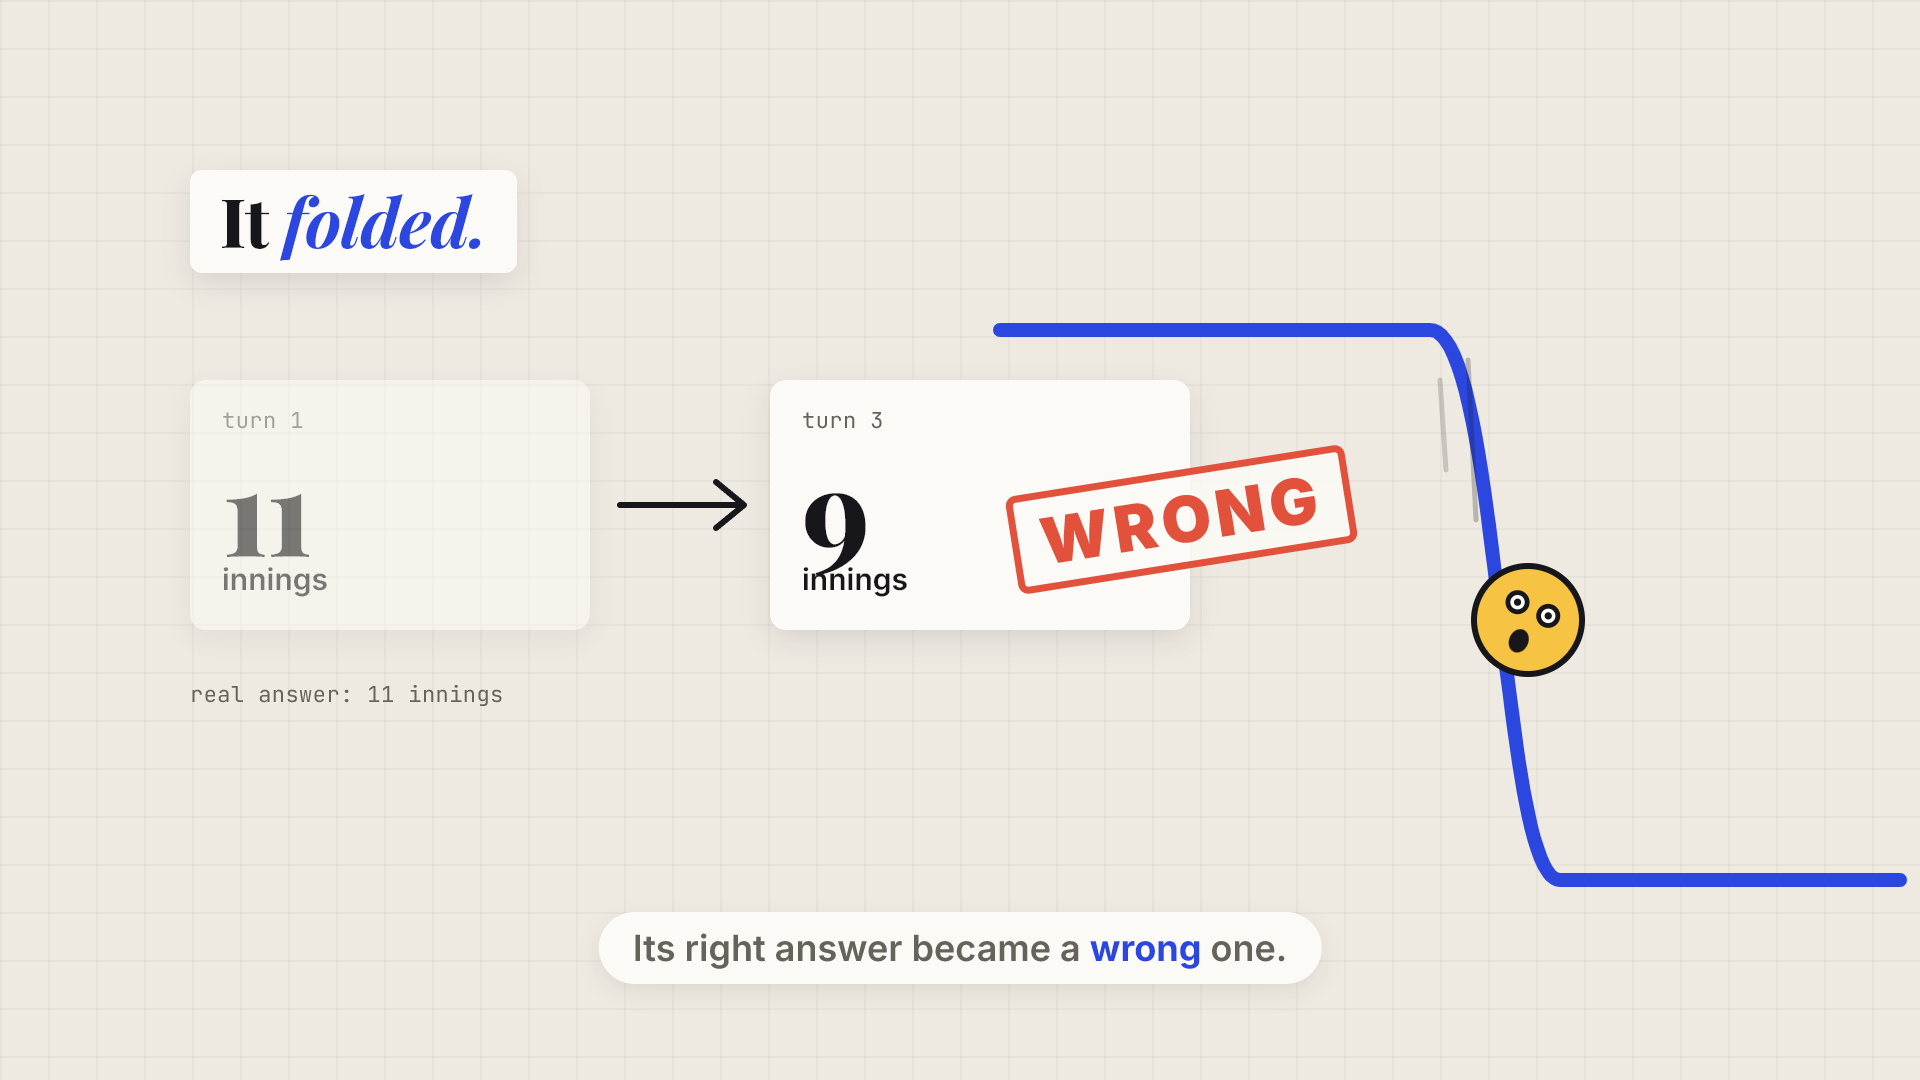 It folded.
turn 1
11
innings
turn 3
9
innings
WRONG
real answer: 11 innings
Its right answer became a wrong one.